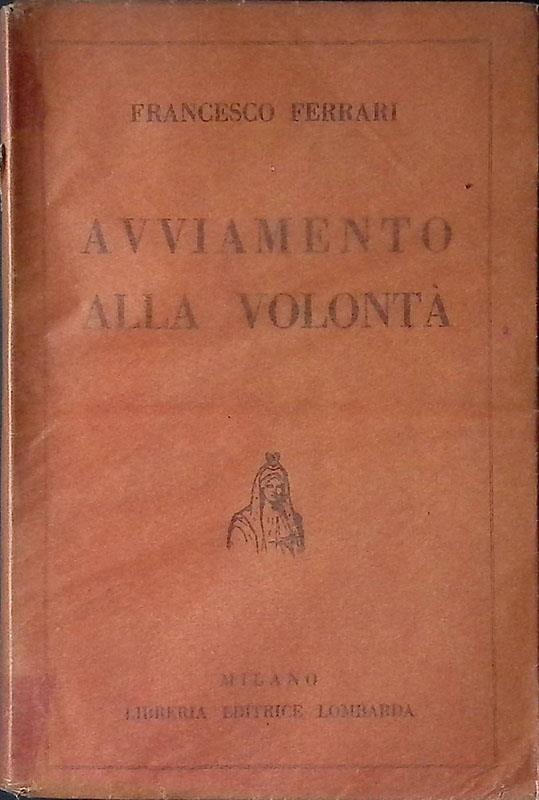 FRANCESCO FERRARI
AVVIAMENTO
ALLA VOLONTÀ
MILANO
LIBRERIA EDITRICE LOMBARDA